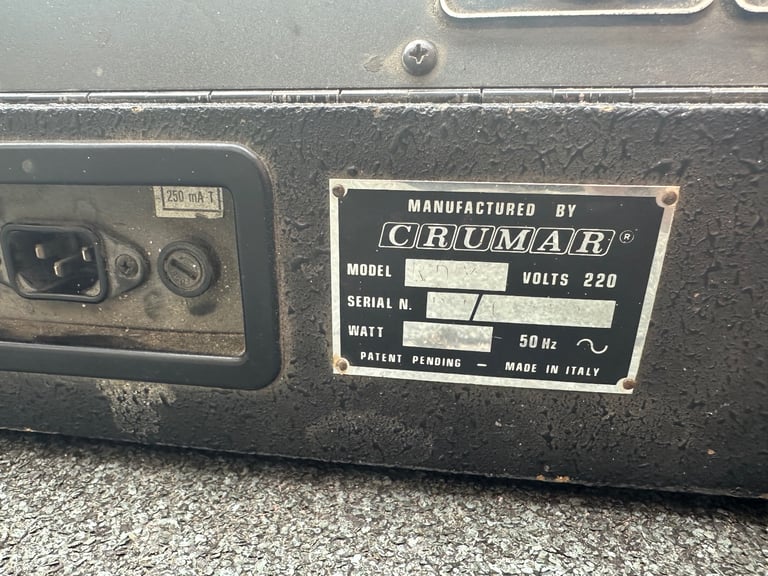 250 mA T
MANUFACTURED BY
CRUMAR ®
MODEL VOLTS 220
SERIAL N. /
WATT 50 Hz ~
PATENT PENDING — MADE IN ITALY